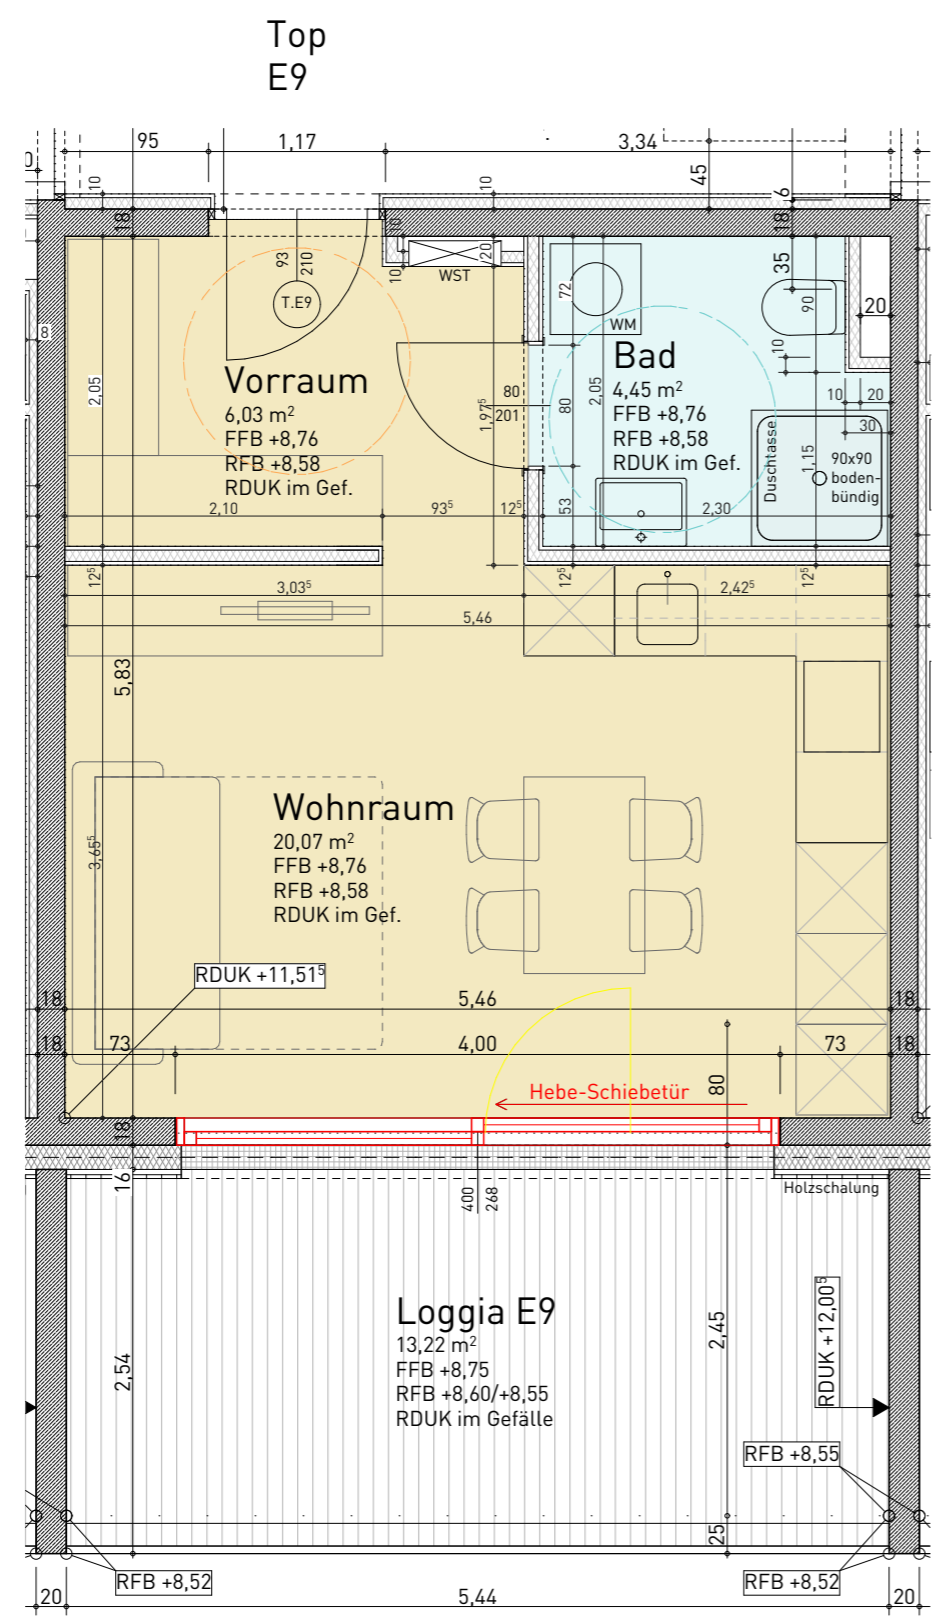 Top
E9
95
1,17
3,34
45
6
10
10
18
18
10
20
10
WST
93
210
T.E9
72
WM
35
90
20
8
Vorraum
6,03 m²
FFB +8,76
RFB +8,58
RDUK im Gef.
2,05
80
201
1,97⁵
80
2,05
Bad
4,45 m²
FFB +8,76
RFB +8,58
RDUK im Gef.
10
10
20
30
Duschtasse
1,15
90x90
boden-
bündig
2,10
93⁵
12⁵
53
2,30
12⁵
12⁵
12⁵
3,03⁵
2,42⁵
5,46
5,83
Wohnraum
20,07 m²
FFB +8,76
RFB +8,58
RDUK im Gef.
3,65⁵
RDUK +11,51⁵
18
5,46
18
18
73
4,00
73
18
80
Hebe-Schiebetür
18
16
400
268
Holzschalung
Loggia E9
13,22 m²
FFB +8,75
RFB +8,60/+8,55
RDUK im Gefälle
2,54
2,45
RDUK +12,00⁵
RFB +8,55
25
RFB +8,52
RFB +8,52
20
5,44
20